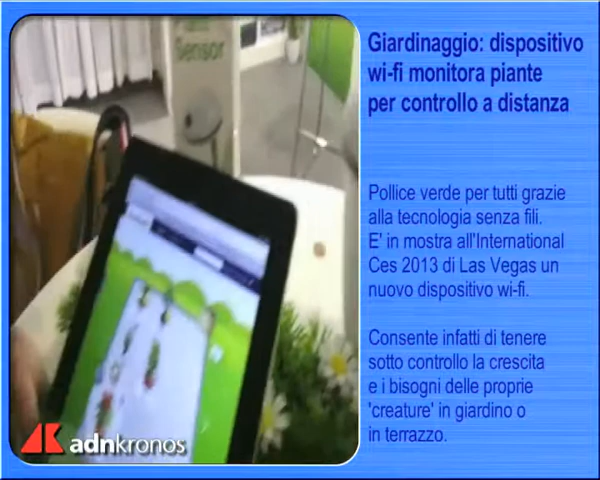 Sensor
Giardinaggio: dispositivo
wi-fi monitora piante
per controllo a distanza
Pollice verde per tutti grazie
alla tecnologia senza fili.
E' in mostra all'International
Ces 2013 di Las Vegas un
nuovo dispositivo wi-fi.
Consente infatti di tenere
sotto controllo la crescita
e i bisogni delle proprie
'creature' in giardino o
in terrazzo.
adnkronos